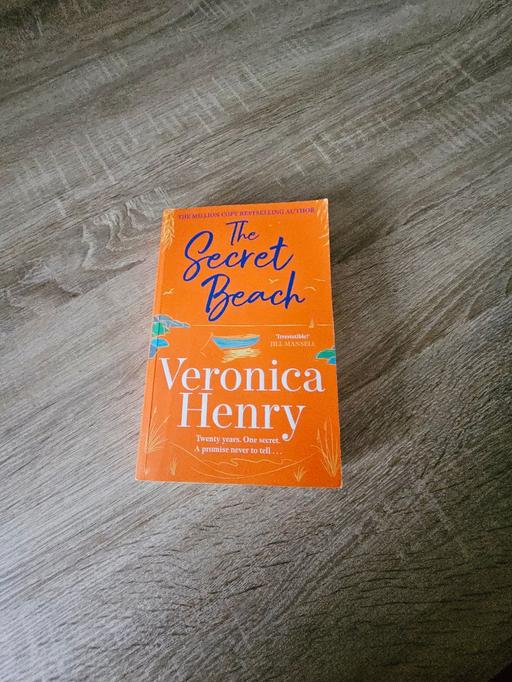 THE MILLION COPY BESTSELLING AUTHOR
The
Secret
Beach
'Irresistible!'
JILL MANSELL
Veronica
Henry
Twenty years. One secret.
A promise never to tell . . .